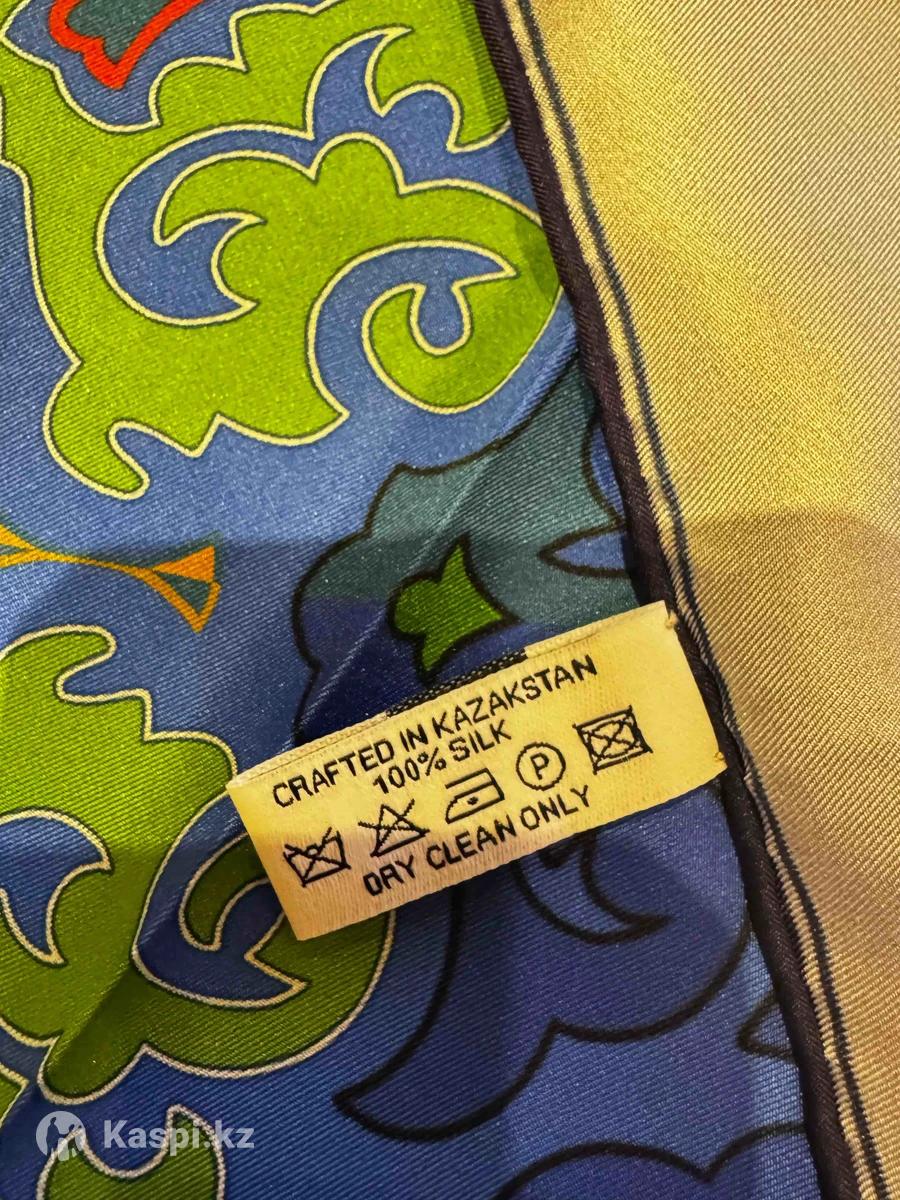 CRAFTED IN KAZAKSTAN
100% SILK
P
DRY CLEAN ONLY
Kaspi.kz